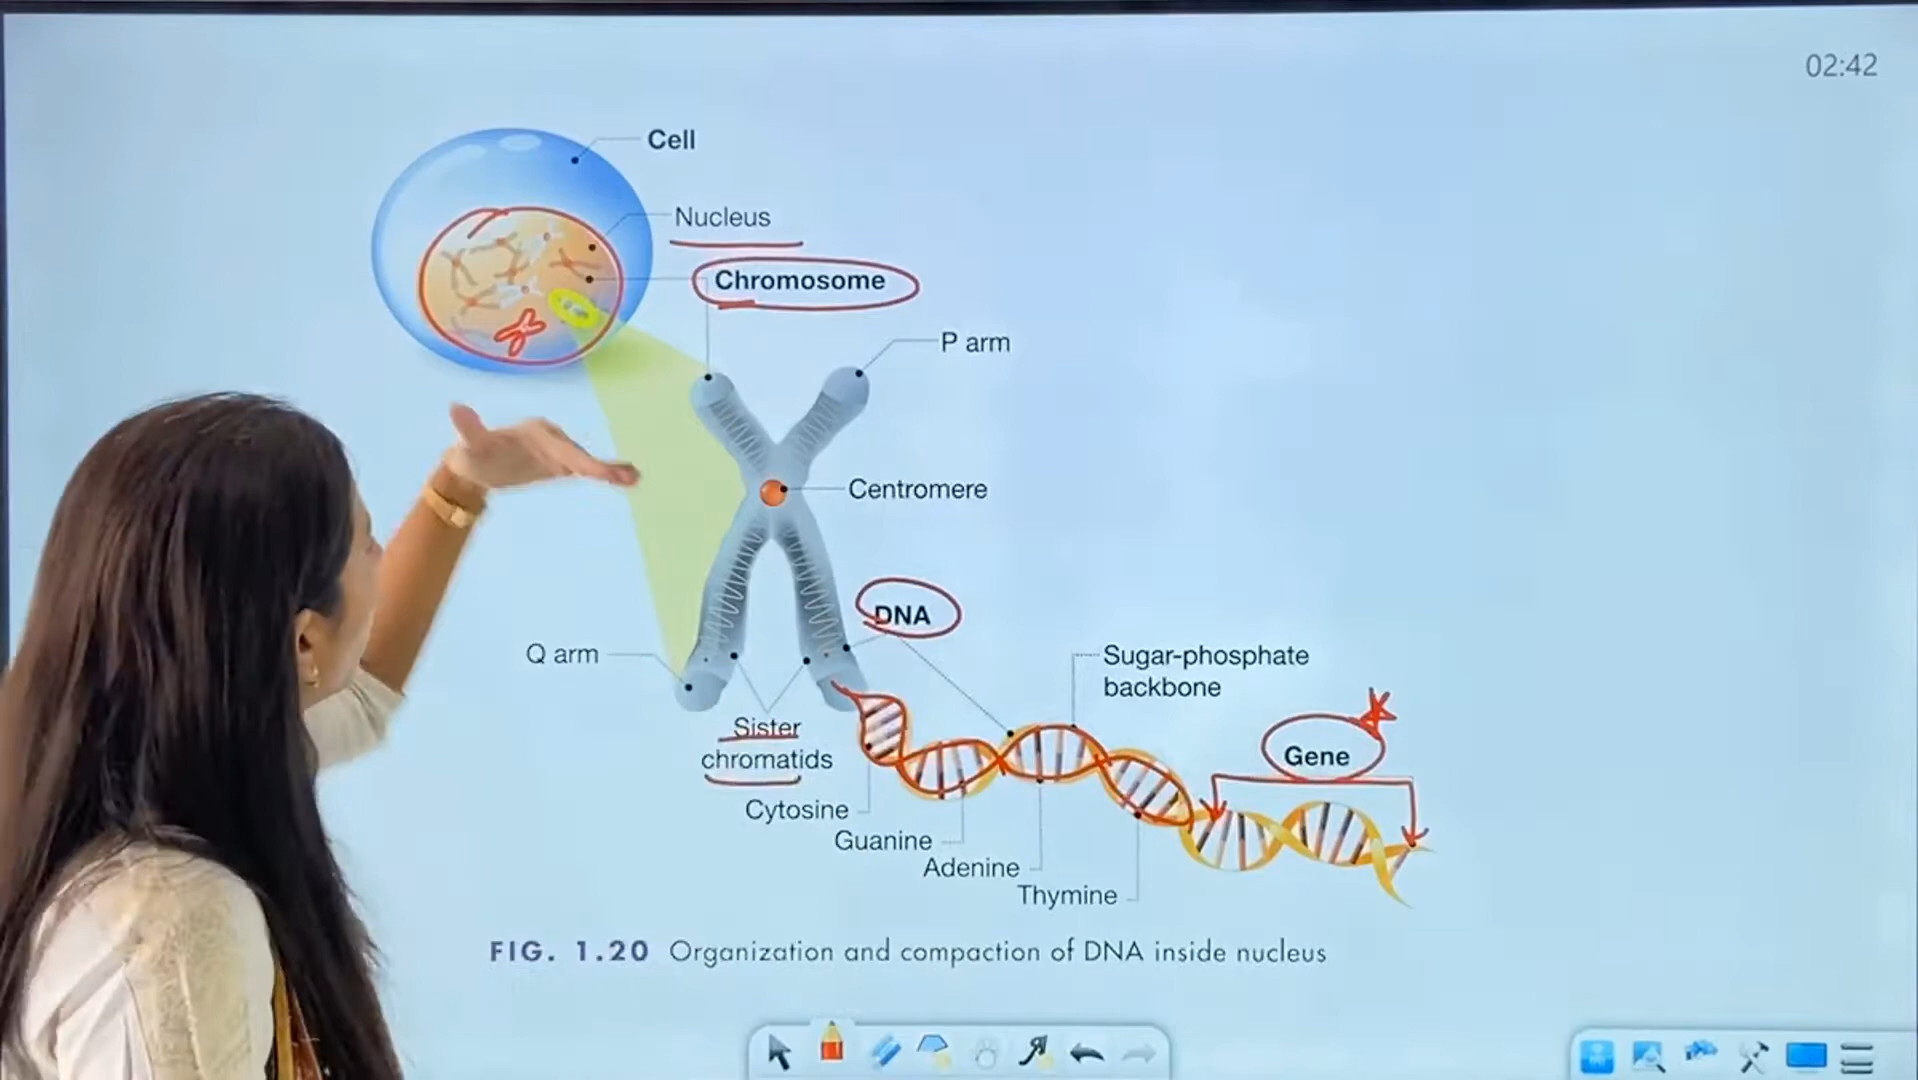 02:42
Cell
Nucleus
Chromosome
P arm
Centromere
DNA
Q arm
Sugar-phosphate
backbone
Sister
chromatids
Gene
Cytosine
Guanine
Adenine
Thymine
FIG. 1.20 Organization and compaction of DNA inside nucleus